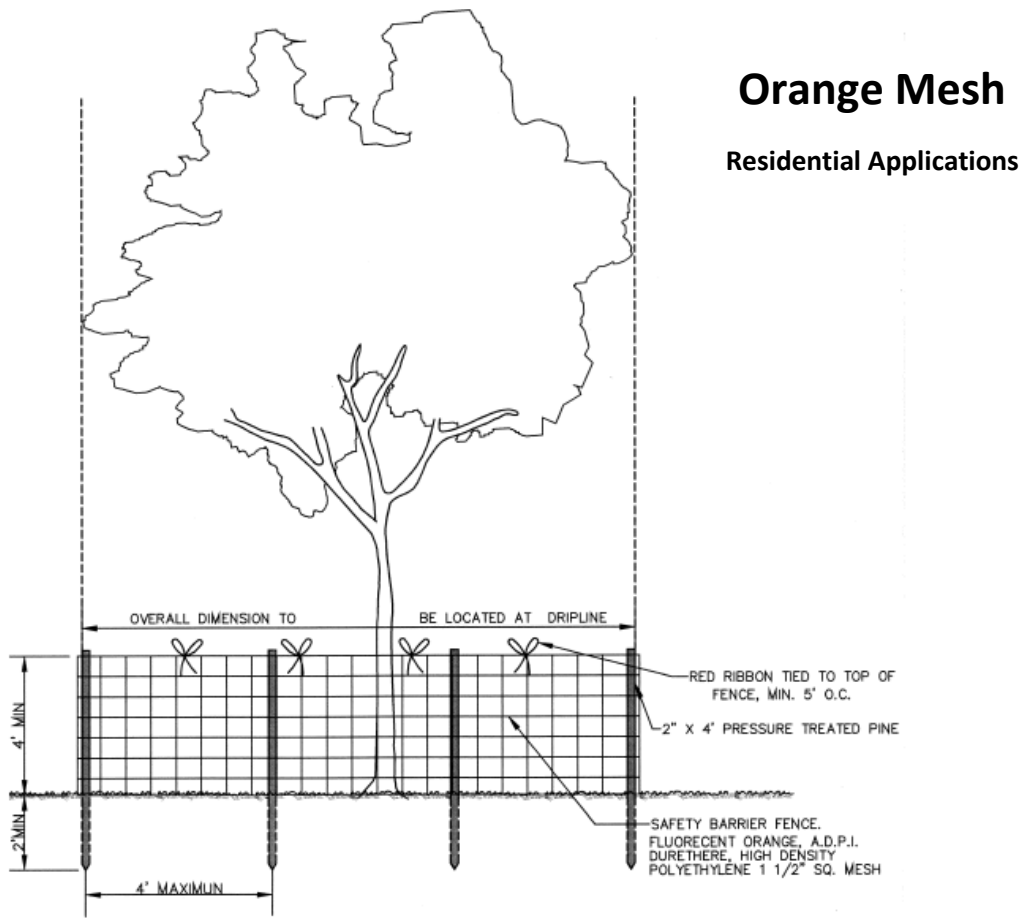 Orange Mesh
Residential Applications
OVERALL DIMENSION TO BE LOCATED AT DRIPLINE
RED RIBBON TIED TO TOP OF
FENCE, MIN. 5' O.C.
2" X 4' PRESSURE TREATED PINE
4' MIN
2'MIN
SAFETY BARRIER FENCE.
FLUORECENT ORANGE, A.D.P.I.
DURETHERE, HIGH DENSITY
POLYETHYLENE 1 1/2" SQ. MESH
4' MAXIMUN